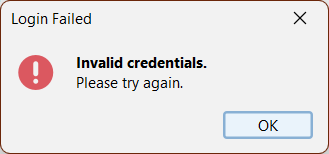 Login Failed
Invalid credentials.
Please try again.
OK